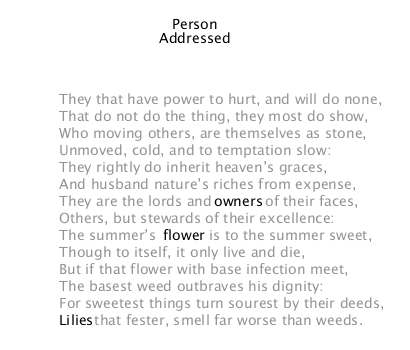 Person
Addressed
They that have power to hurt, and will do none,
That do not do the thing, they most do show,
Who moving others, are themselves as stone,
Unmoved, cold, and to temptation slow:
They rightly do inherit heaven's graces,
And husband nature's riches from expense,
They are the lords and owners of their faces,
Others, but stewards of their excellence:
The summer's flower is to the summer sweet,
Though to itself, it only live and die,
But if that flower with base infection meet,
The basest weed outbraves his dignity:
For sweetest things turn sourest by their deeds,
Lilies that fester, smell far worse than weeds.